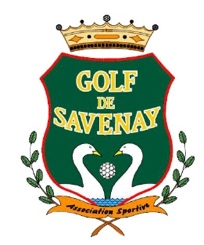 GOLF
DE
SAVENAY
Association Sportive